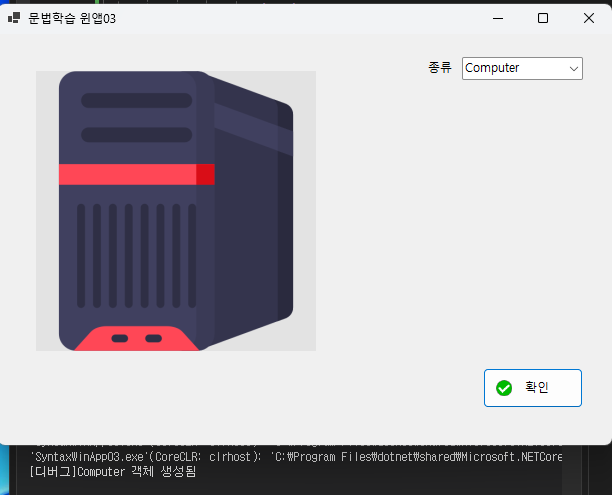 문법학습 윈앱03
종류 Computer
확인
'SyntaxWinApp03.exe'(CoreCLR: clrhost): 'C:\Program Files\dotnet\shared\Microsoft.NETCore
[디버그]Computer 객체 생성됨